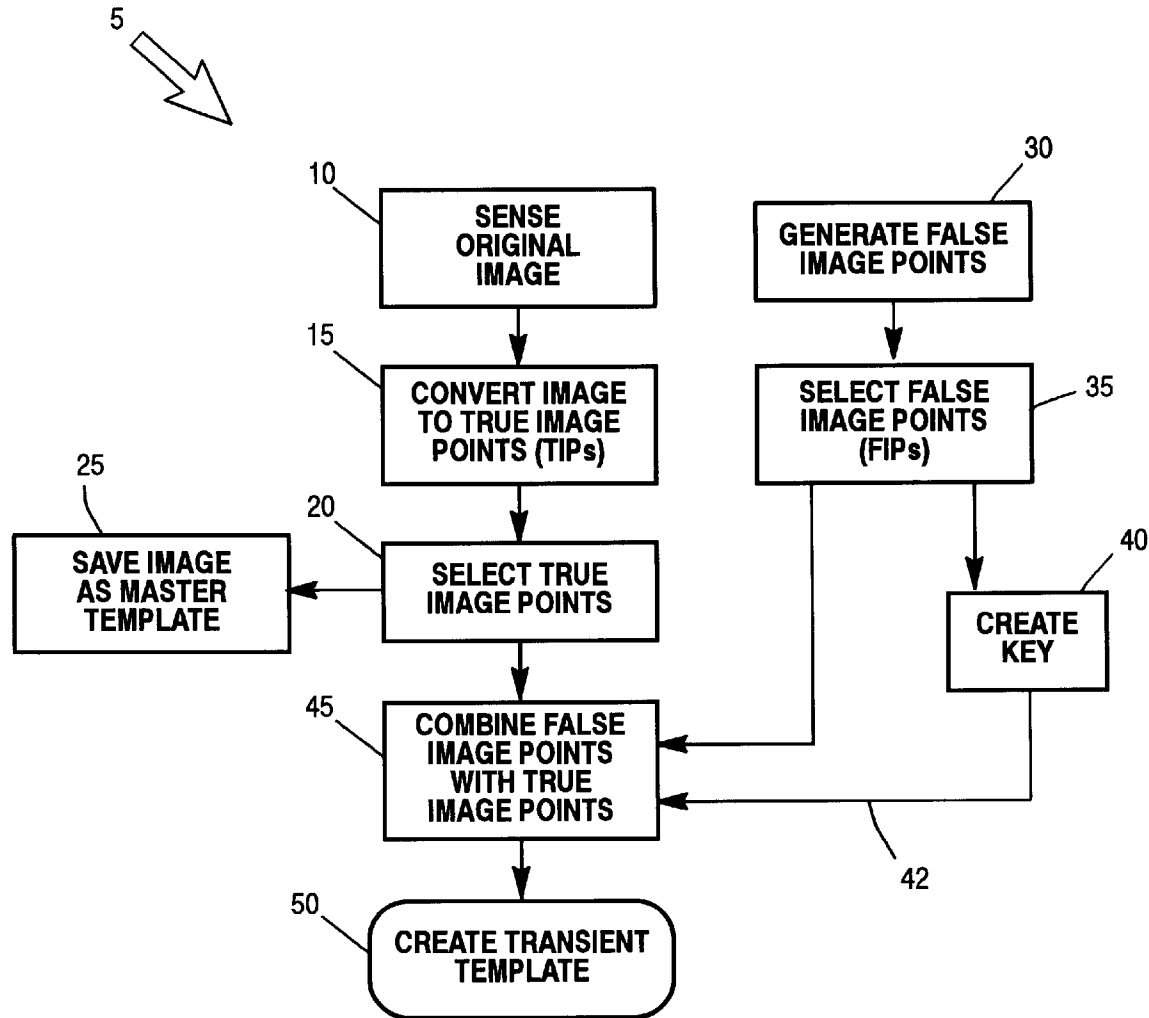 5
10
SENSE
ORIGINAL
IMAGE
30
GENERATE FALSE
IMAGE POINTS
15
CONVERT IMAGE
TO TRUE IMAGE
POINTS (TIPs)
SELECT FALSE
IMAGE POINTS
(FIPs)
35
25
SAVE IMAGE
AS MASTER
TEMPLATE
20
SELECT TRUE
IMAGE POINTS
40
CREATE
KEY
45
COMBINE FALSE
IMAGE POINTS
WITH TRUE
IMAGE POINTS
42
50
CREATE TRANSIENT
TEMPLATE